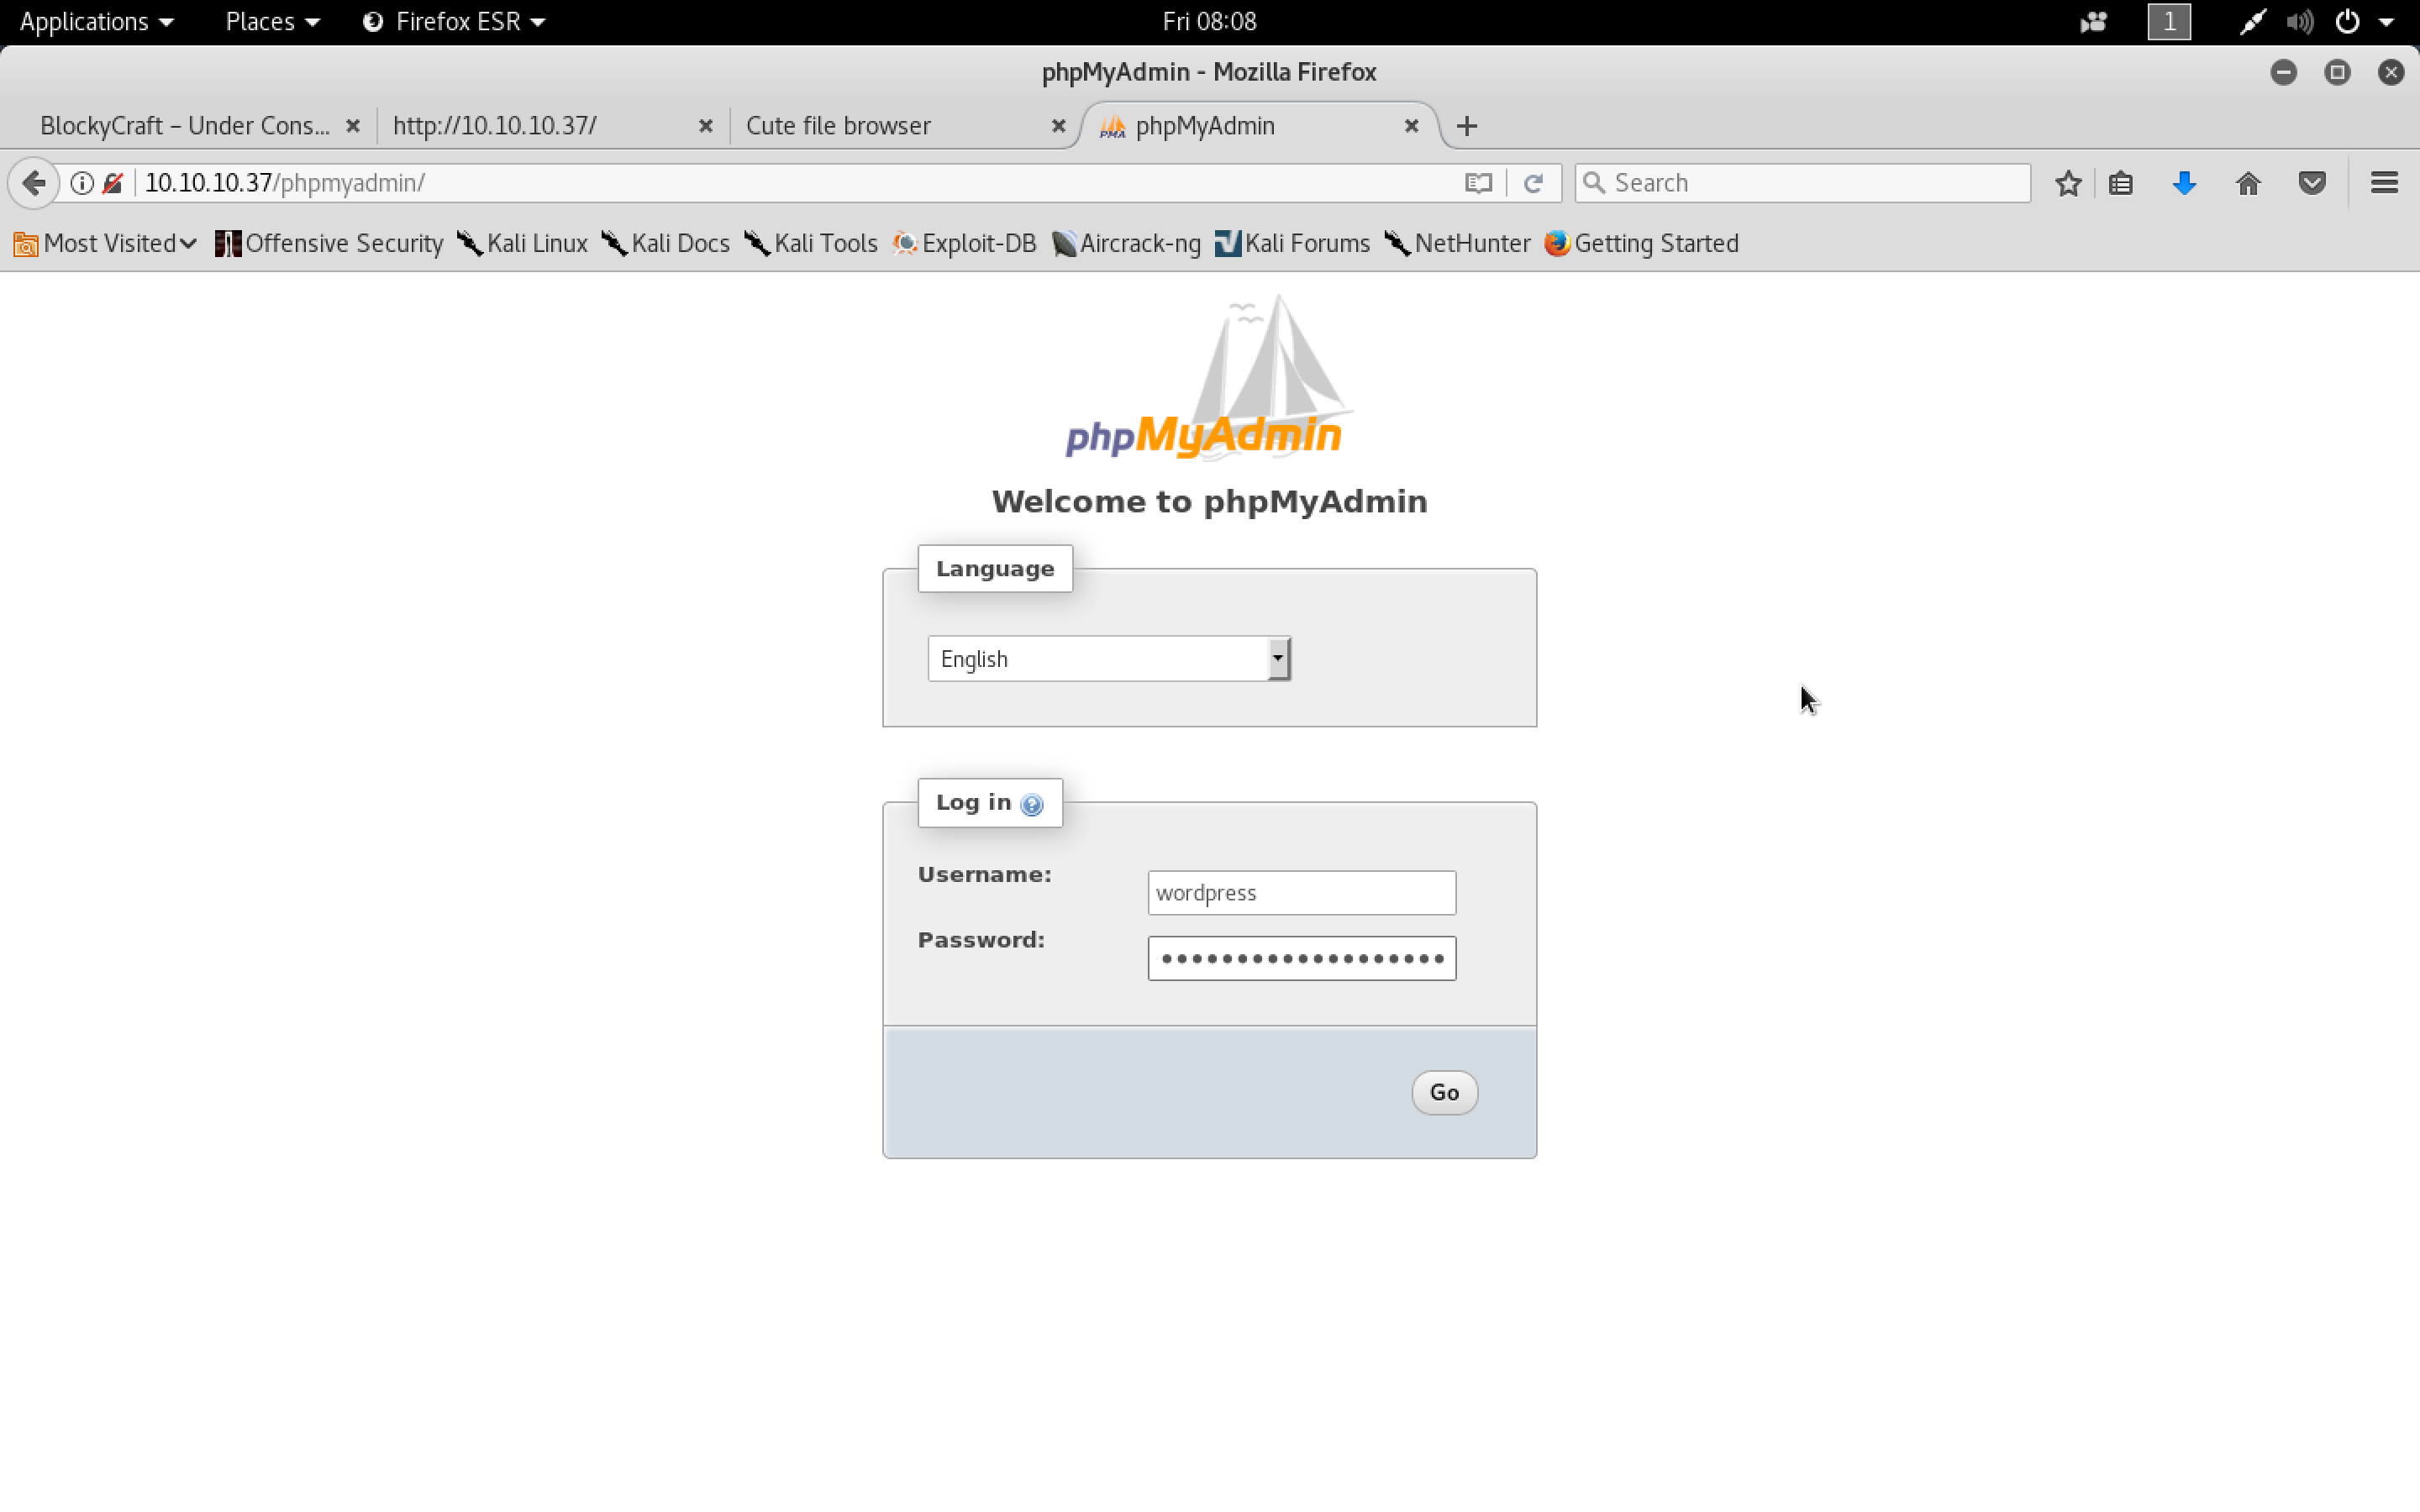 Applications Places Firefox ESR Fri 08:08 1
phpMyAdmin - Mozilla Firefox
BlockyCraft – Under Cons... http://10.10.10.37/ Cute file browser PMA phpMyAdmin
10.10.10.37/phpmyadmin/ Search
Most Visited Offensive Security Kali Linux Kali Docs Kali Tools Exploit-DB Aircrack-ng Kali Forums NetHunter Getting Started
phpMyAdmin
Welcome to phpMyAdmin
Language
English
Log in
Username: wordpress
Password: •••••••••••••••••••
Go